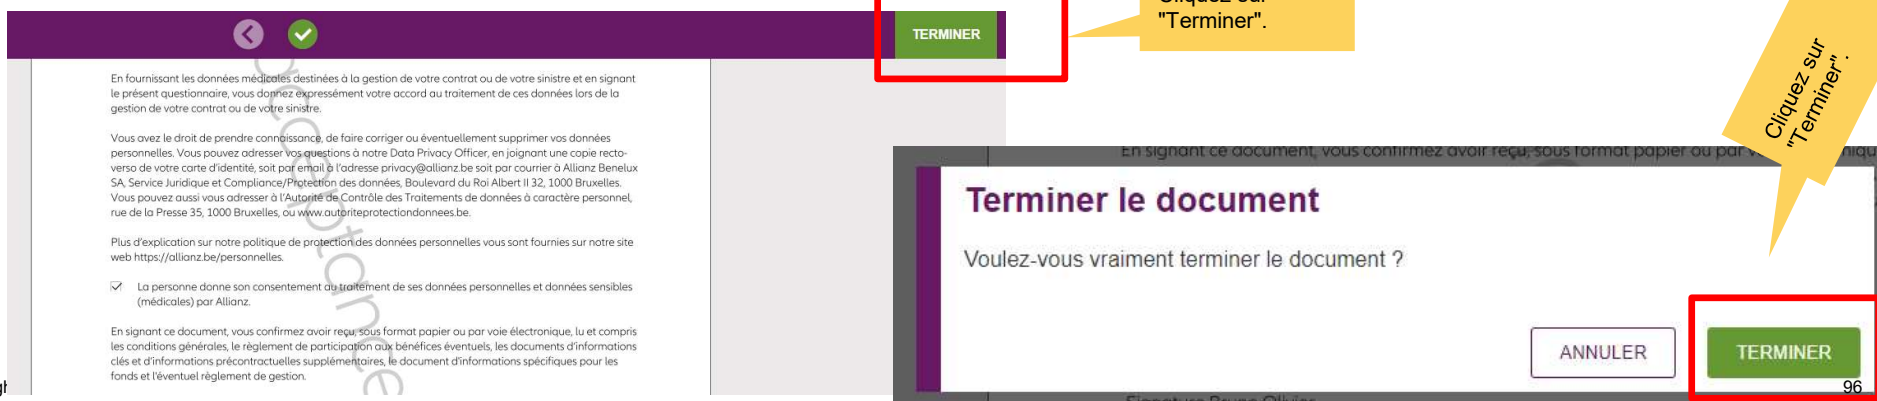 Cliquez sur
"Terminer".
TERMINER
En fournissant les données médicales destinées à la gestion de votre contrat ou de votre sinistre et en signant
le présent questionnaire, vous donnez expressément votre accord au traitement de ces données lors de la
gestion de votre contrat ou de votre sinistre.
Vous avez le droit de prendre connaissance, de faire corriger ou éventuellement supprimer vos données
personnelles. Vous pouvez adresser vos questions à notre Data Privacy Officer, en joignant une copie recto-
verso de votre carte d'identité, soit par email à l'adresse privacy@allianz.be soit par courrier à Allianz Benelux
SA, Service Juridique et Compliance/Protection des données, Boulevard du Roi Albert II 32, 1000 Bruxelles.
Vous pouvez aussi vous adresser à l'Autorité de Contrôle des Traitements de données à caractère personnel,
rue de la Presse 35, 1000 Bruxelles, ou www.autoriteprotectiondonnees.be.
Plus d'explication sur notre politique de protection des données personnelles vous sont fournies sur notre site
web https://allianz.be/personnelles.
La personne donne son consentement au traitement de ses données personnelles et données sensibles
(médicales) par Allianz.
En signant ce document, vous confirmez avoir reçu, sous format papier ou par voie électronique, lu et compris
les conditions générales, le règlement de participation aux bénéfices éventuels, les documents d'informations
clés et d'informations précontractuelles supplémentaires, le document d'informations spécifiques pour les
fonds et l'éventuel règlement de gestion.
cceptance
Cliquez sur
"Terminer".
En signant ce document, vous confirmez avoir reçu, sous format papier ou par
Terminer le document
Voulez-vous vraiment terminer le document ?
ANNULER
TERMINER
96